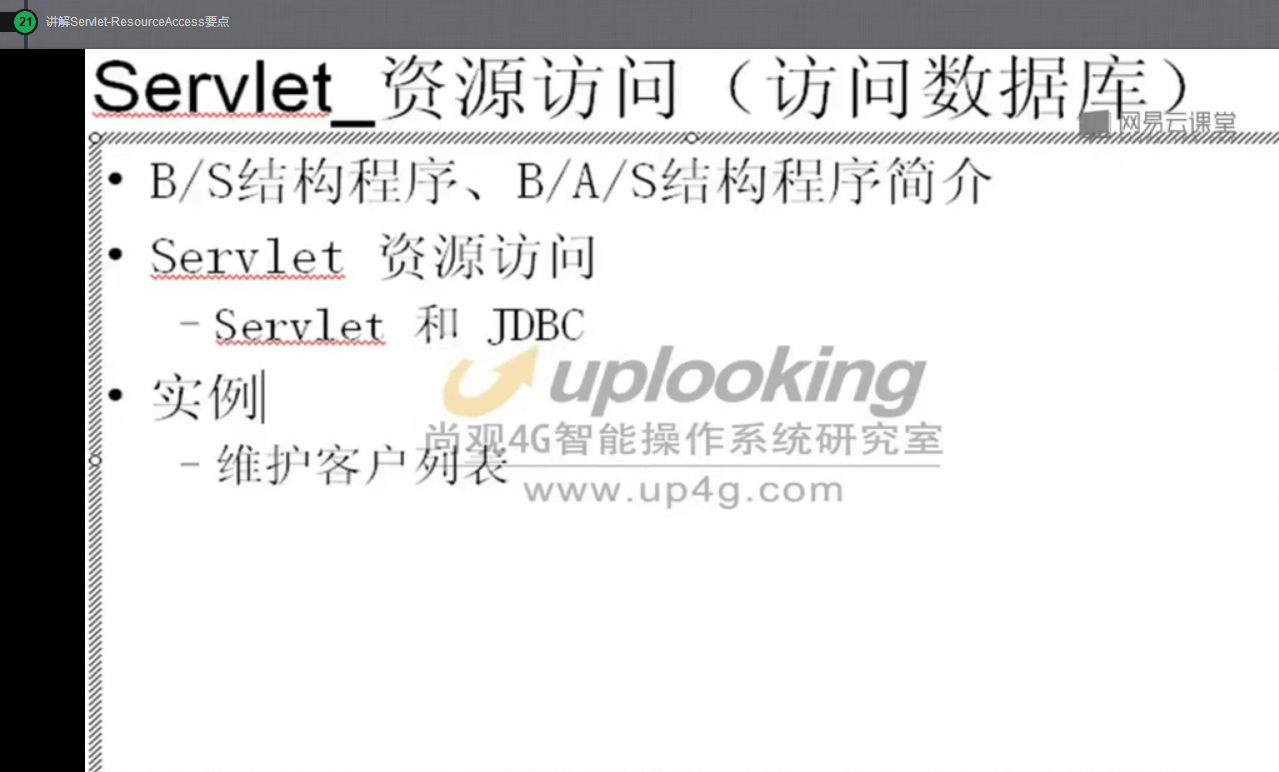 21 讲解Servlet-ResourceAccess要点
Servlet_资源访问（访问数据库）
网易云课堂
• B/S结构程序、B/A/S结构程序简介
• Servlet 资源访问
– Servlet 和 JDBC
uplooking
• 实例
尚观4G智能操作系统研究室
– 维护客户列表
www.up4g.com